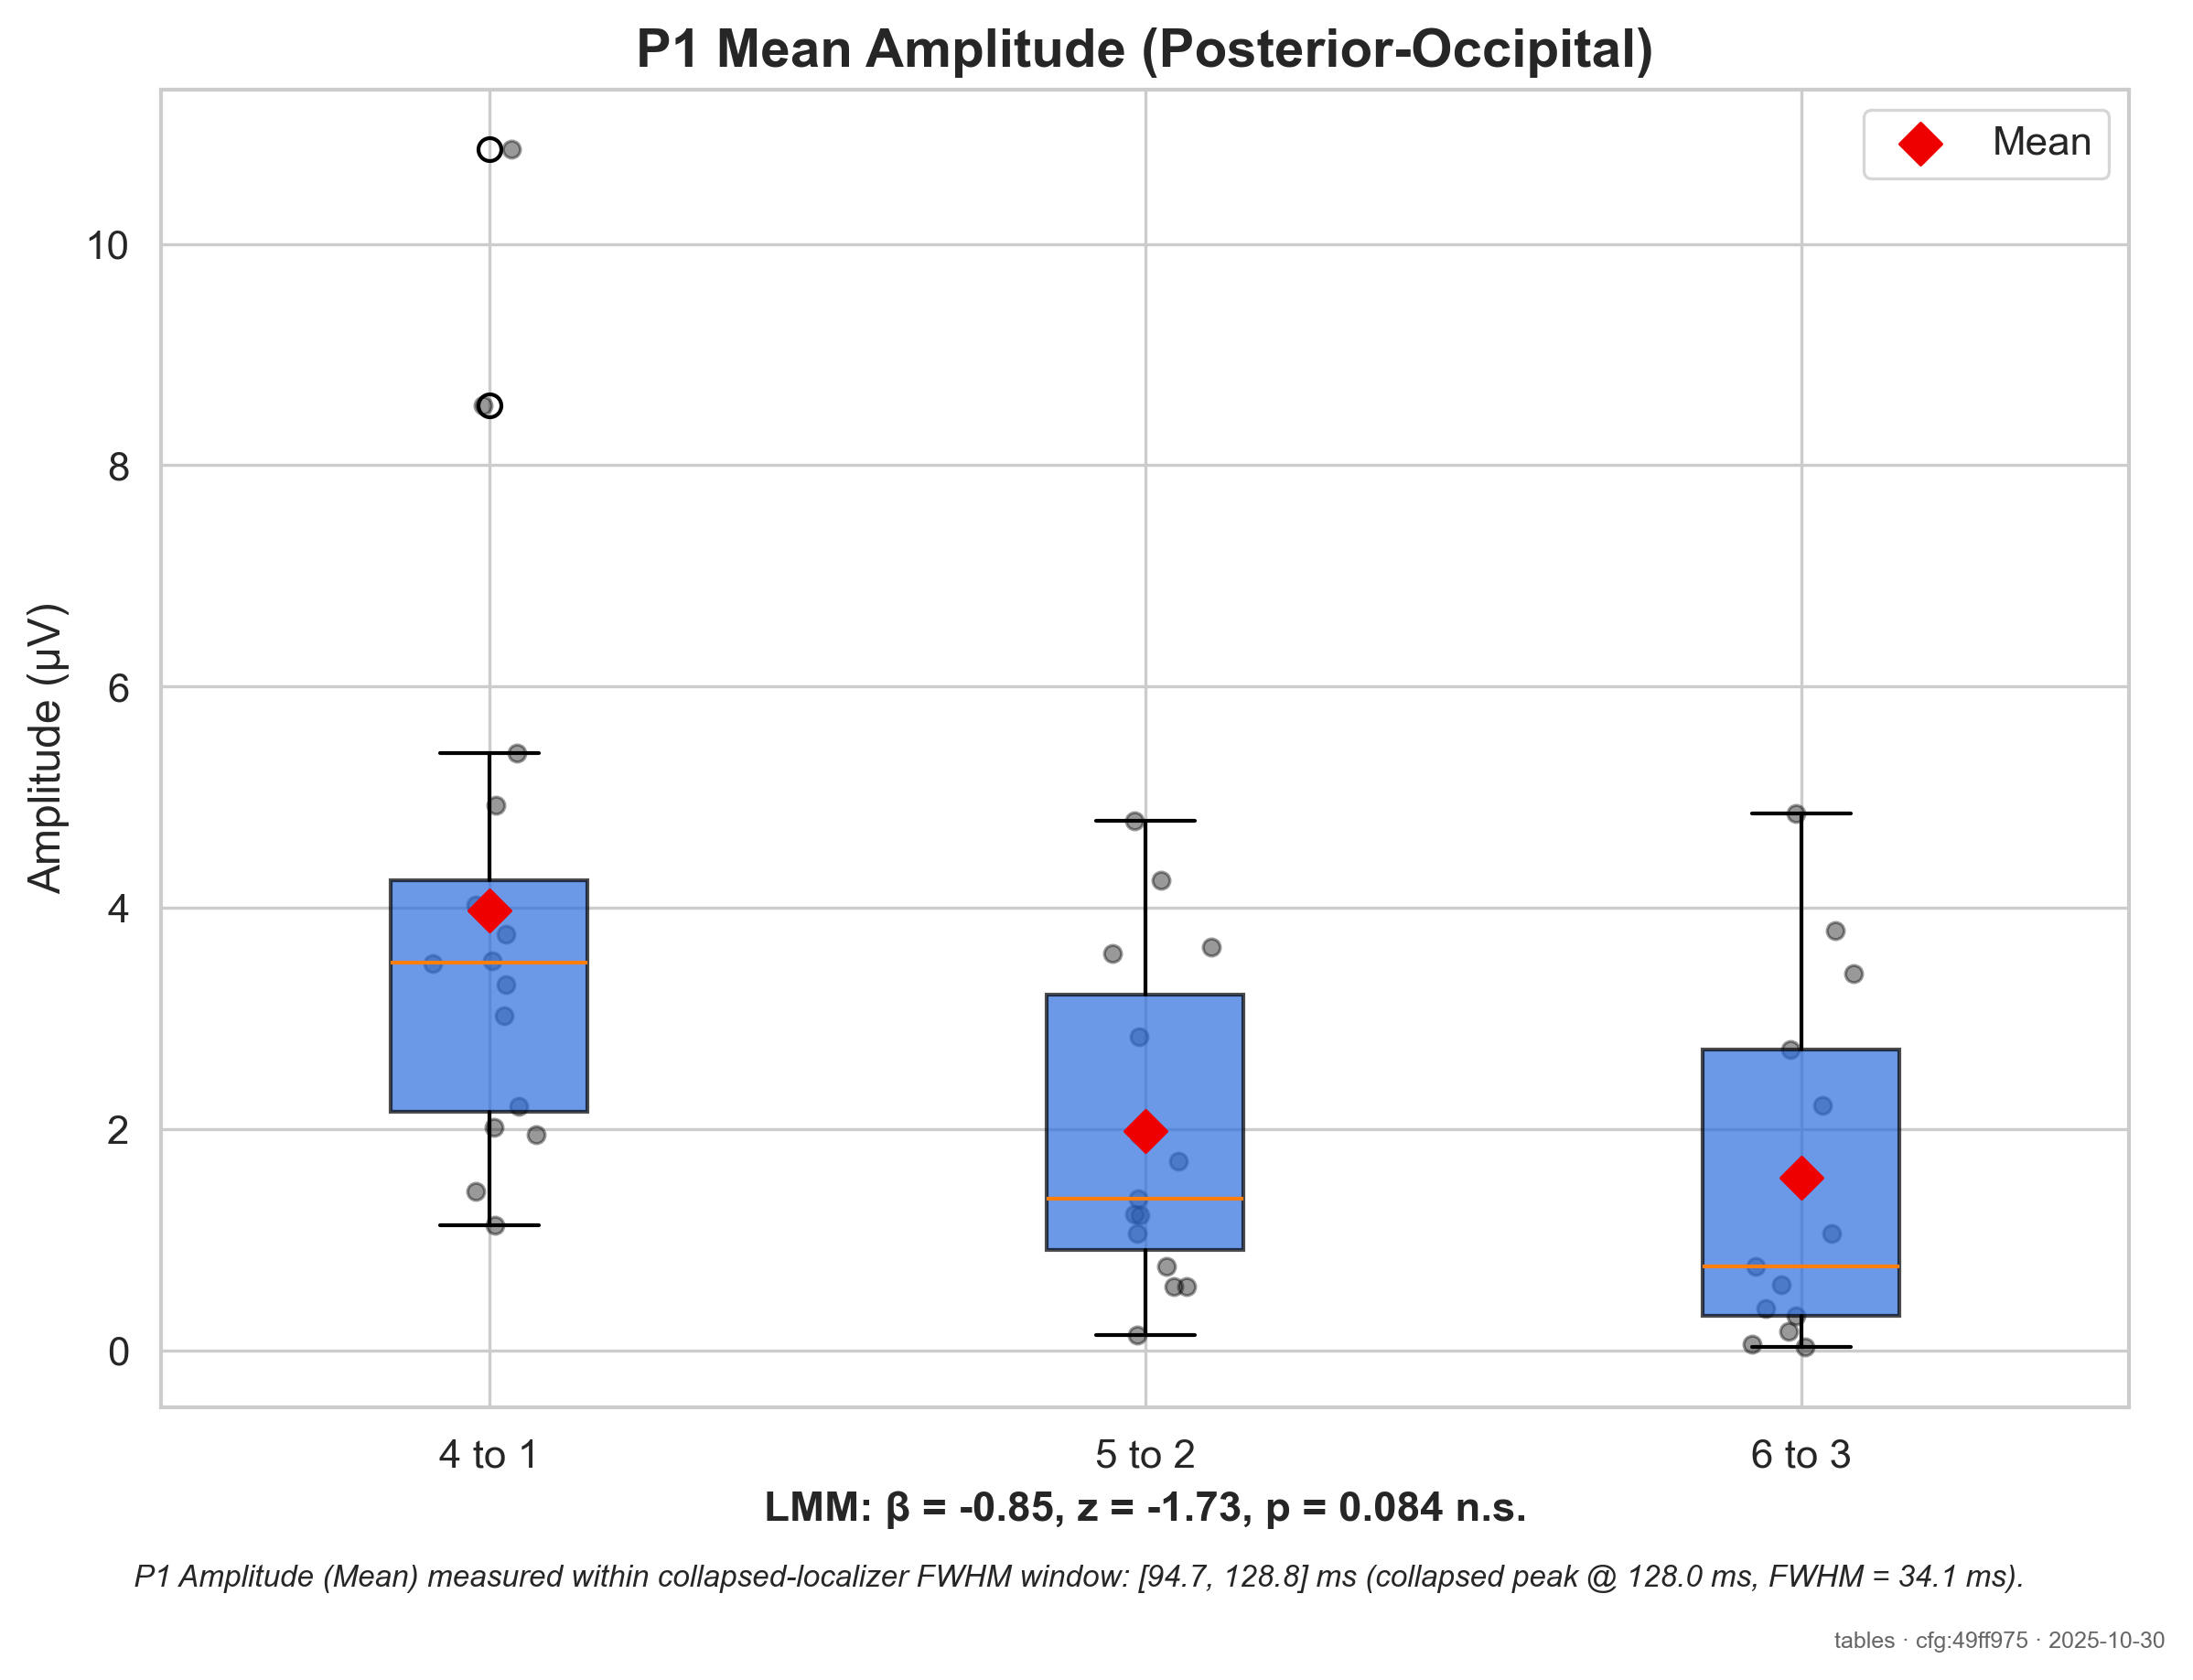 P1 Mean Amplitude (Posterior-Occipital)
Mean
Amplitude (µV)
10
8
6
4
2
0
4 to 1
5 to 2
6 to 3
LMM: β = -0.85, z = -1.73, p = 0.084 n.s.
P1 Amplitude (Mean) measured within collapsed-localizer FWHM window: [94.7, 128.8] ms (collapsed peak @ 128.0 ms, FWHM = 34.1 ms).
tables · cfg:49ff975 · 2025-10-30